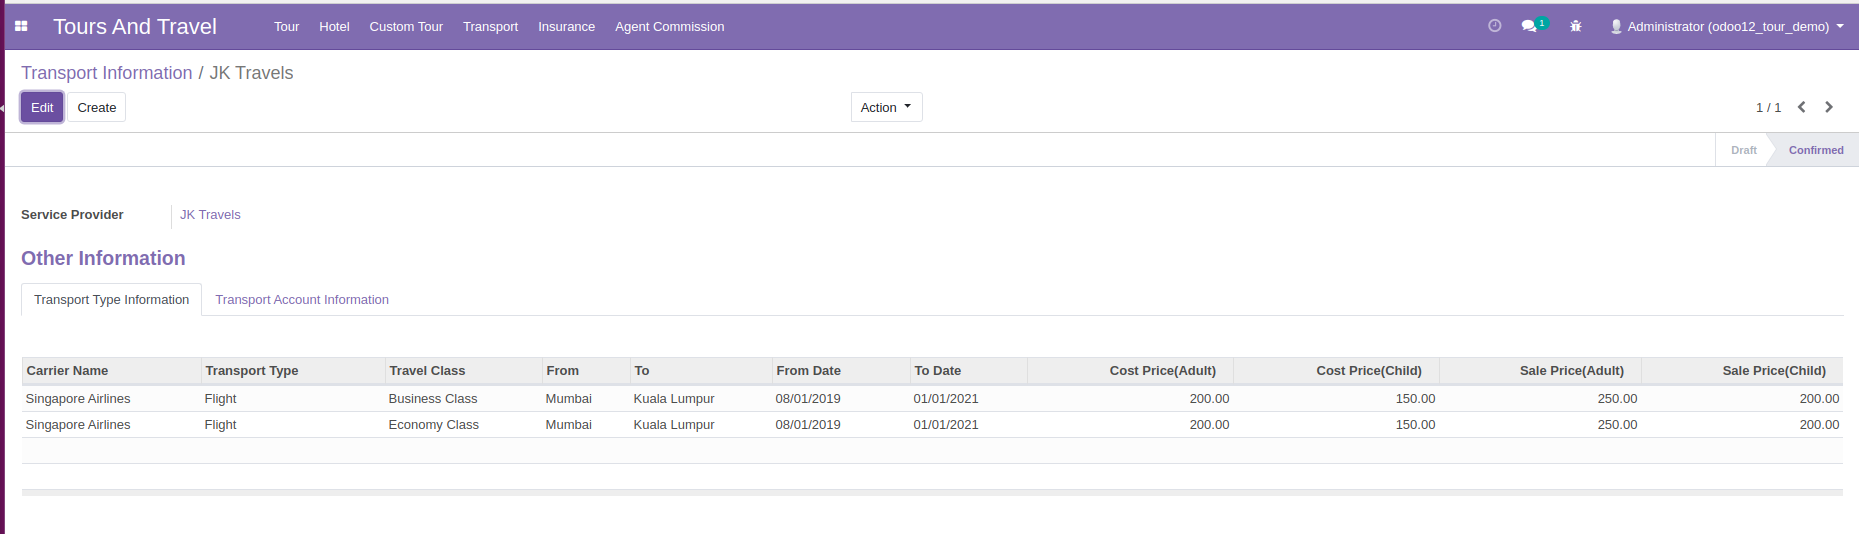 Tours And Travel Tour Hotel Custom Tour Transport Insurance Agent Commission 1 Administrator (odoo12_tour_demo)
Transport Information / JK Travels
Edit Create Action 1 / 1
Draft Confirmed
Service Provider JK Travels
Other Information
Transport Type Information Transport Account Information
Carrier Name Transport Type Travel Class From To From Date To Date Cost Price(Adult) Cost Price(Child) Sale Price(Adult) Sale Price(Child)
Singapore Airlines Flight Business Class Mumbai Kuala Lumpur 08/01/2019 01/01/2021 200.00 150.00 250.00 200.00
Singapore Airlines Flight Economy Class Mumbai Kuala Lumpur 08/01/2019 01/01/2021 200.00 150.00 250.00 200.00